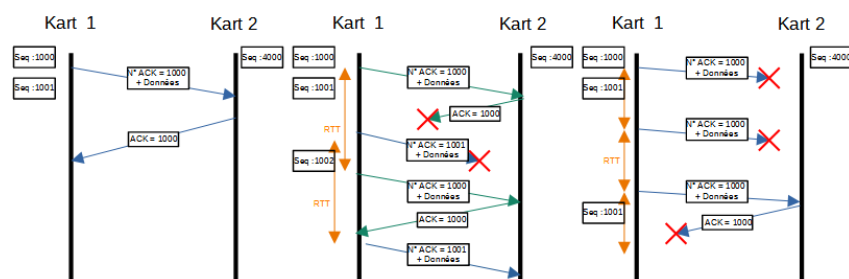 Kart 1
Kart 2
Seq :1000
Seq :4000
Seq :1001
N° ACK = 1000
+ Données
ACK = 1000
Kart 1
Kart 2
Seq :1000
Seq :4000
Seq :1001
N° ACK = 1000
+ Données
ACK = 1000
RTT
N° ACK = 1001
+ Données
Seq :1002
N° ACK = 1000
+ Données
RTT
ACK = 1000
N° ACK = 1001
+ Données
Kart 1
Kart 2
Seq :1000
Seq :4000
N° ACK = 1000
+ Données
Seq :1001
RTT
N° ACK = 1000
+ Données
RTT
N° ACK = 1000
+ Données
Seq :1001
ACK = 1000
RTT